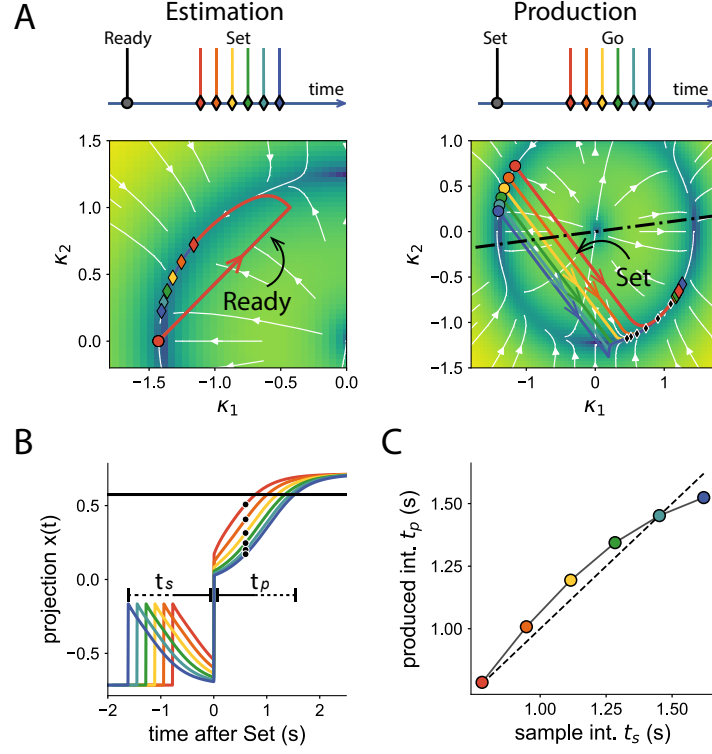 A
Estimation
Production
Ready
Set
time
Set
Go
time
1.5
1.0
0.5
0.0
κ2
−1.5
−1.0
−0.5
0.0
κ1
Ready
1.0
0.5
0.0
−0.5
−1.0
−1.5
κ2
−1
0
1
κ1
Set
B
0.5
0.0
−0.5
projection x(t)
ts
tp
−2
−1
0
1
2
time after Set (s)
C
1.50
1.25
1.00
produced int. tp (s)
1.00
1.25
1.50
sample int. ts (s)